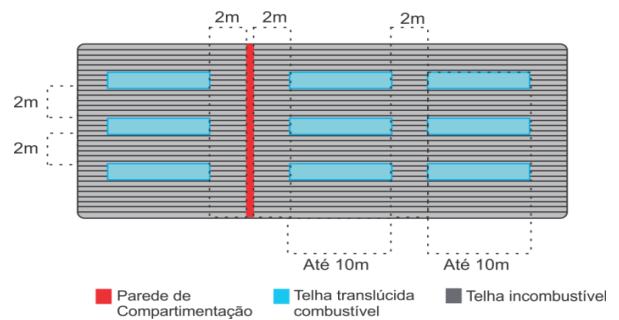 2m 2m 2m
2m
2m
Até 10m Até 10m
Parede de
Compartimentação
Telha translúcida
combustível
Telha incombustível